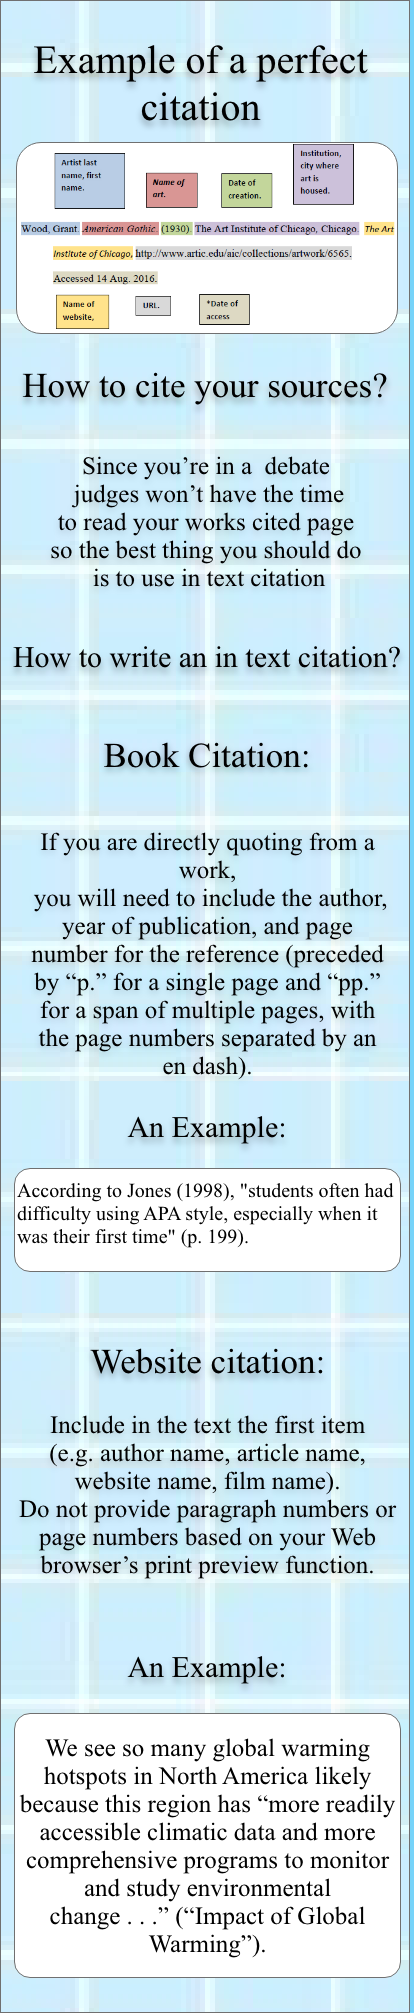 Example of a perfect
citation
Artist last
name, first
name.
Name of
art.
Date of
creation.
Institution,
city where
art is
housed.
Wood, Grant. American Gothic. (1930). The Art Institute of Chicago, Chicago. The Art
Institute of Chicago, http://www.artic.edu/aic/collections/artwork/6565.
Accessed 14 Aug. 2016.
Name of
website,
URL.
*Date of
access
How to cite your sources?
Since you’re in a debate
judges won’t have the time
to read your works cited page
so the best thing you should do
is to use in text citation
How to write an in text citation?
Book Citation:
If you are directly quoting from a
work,
you will need to include the author,
year of publication, and page
number for the reference (preceded
by “p.” for a single page and “pp.”
for a span of multiple pages, with
the page numbers separated by an
en dash).
An Example:
According to Jones (1998), "students often had
difficulty using APA style, especially when it
was their first time" (p. 199).
Website citation:
Include in the text the first item
(e.g. author name, article name,
website name, film name).
Do not provide paragraph numbers or
page numbers based on your Web
browser’s print preview function.
An Example:
We see so many global warming
hotspots in North America likely
because this region has “more readily
accessible climatic data and more
comprehensive programs to monitor
and study environmental
change . . .” (“Impact of Global
Warming”).